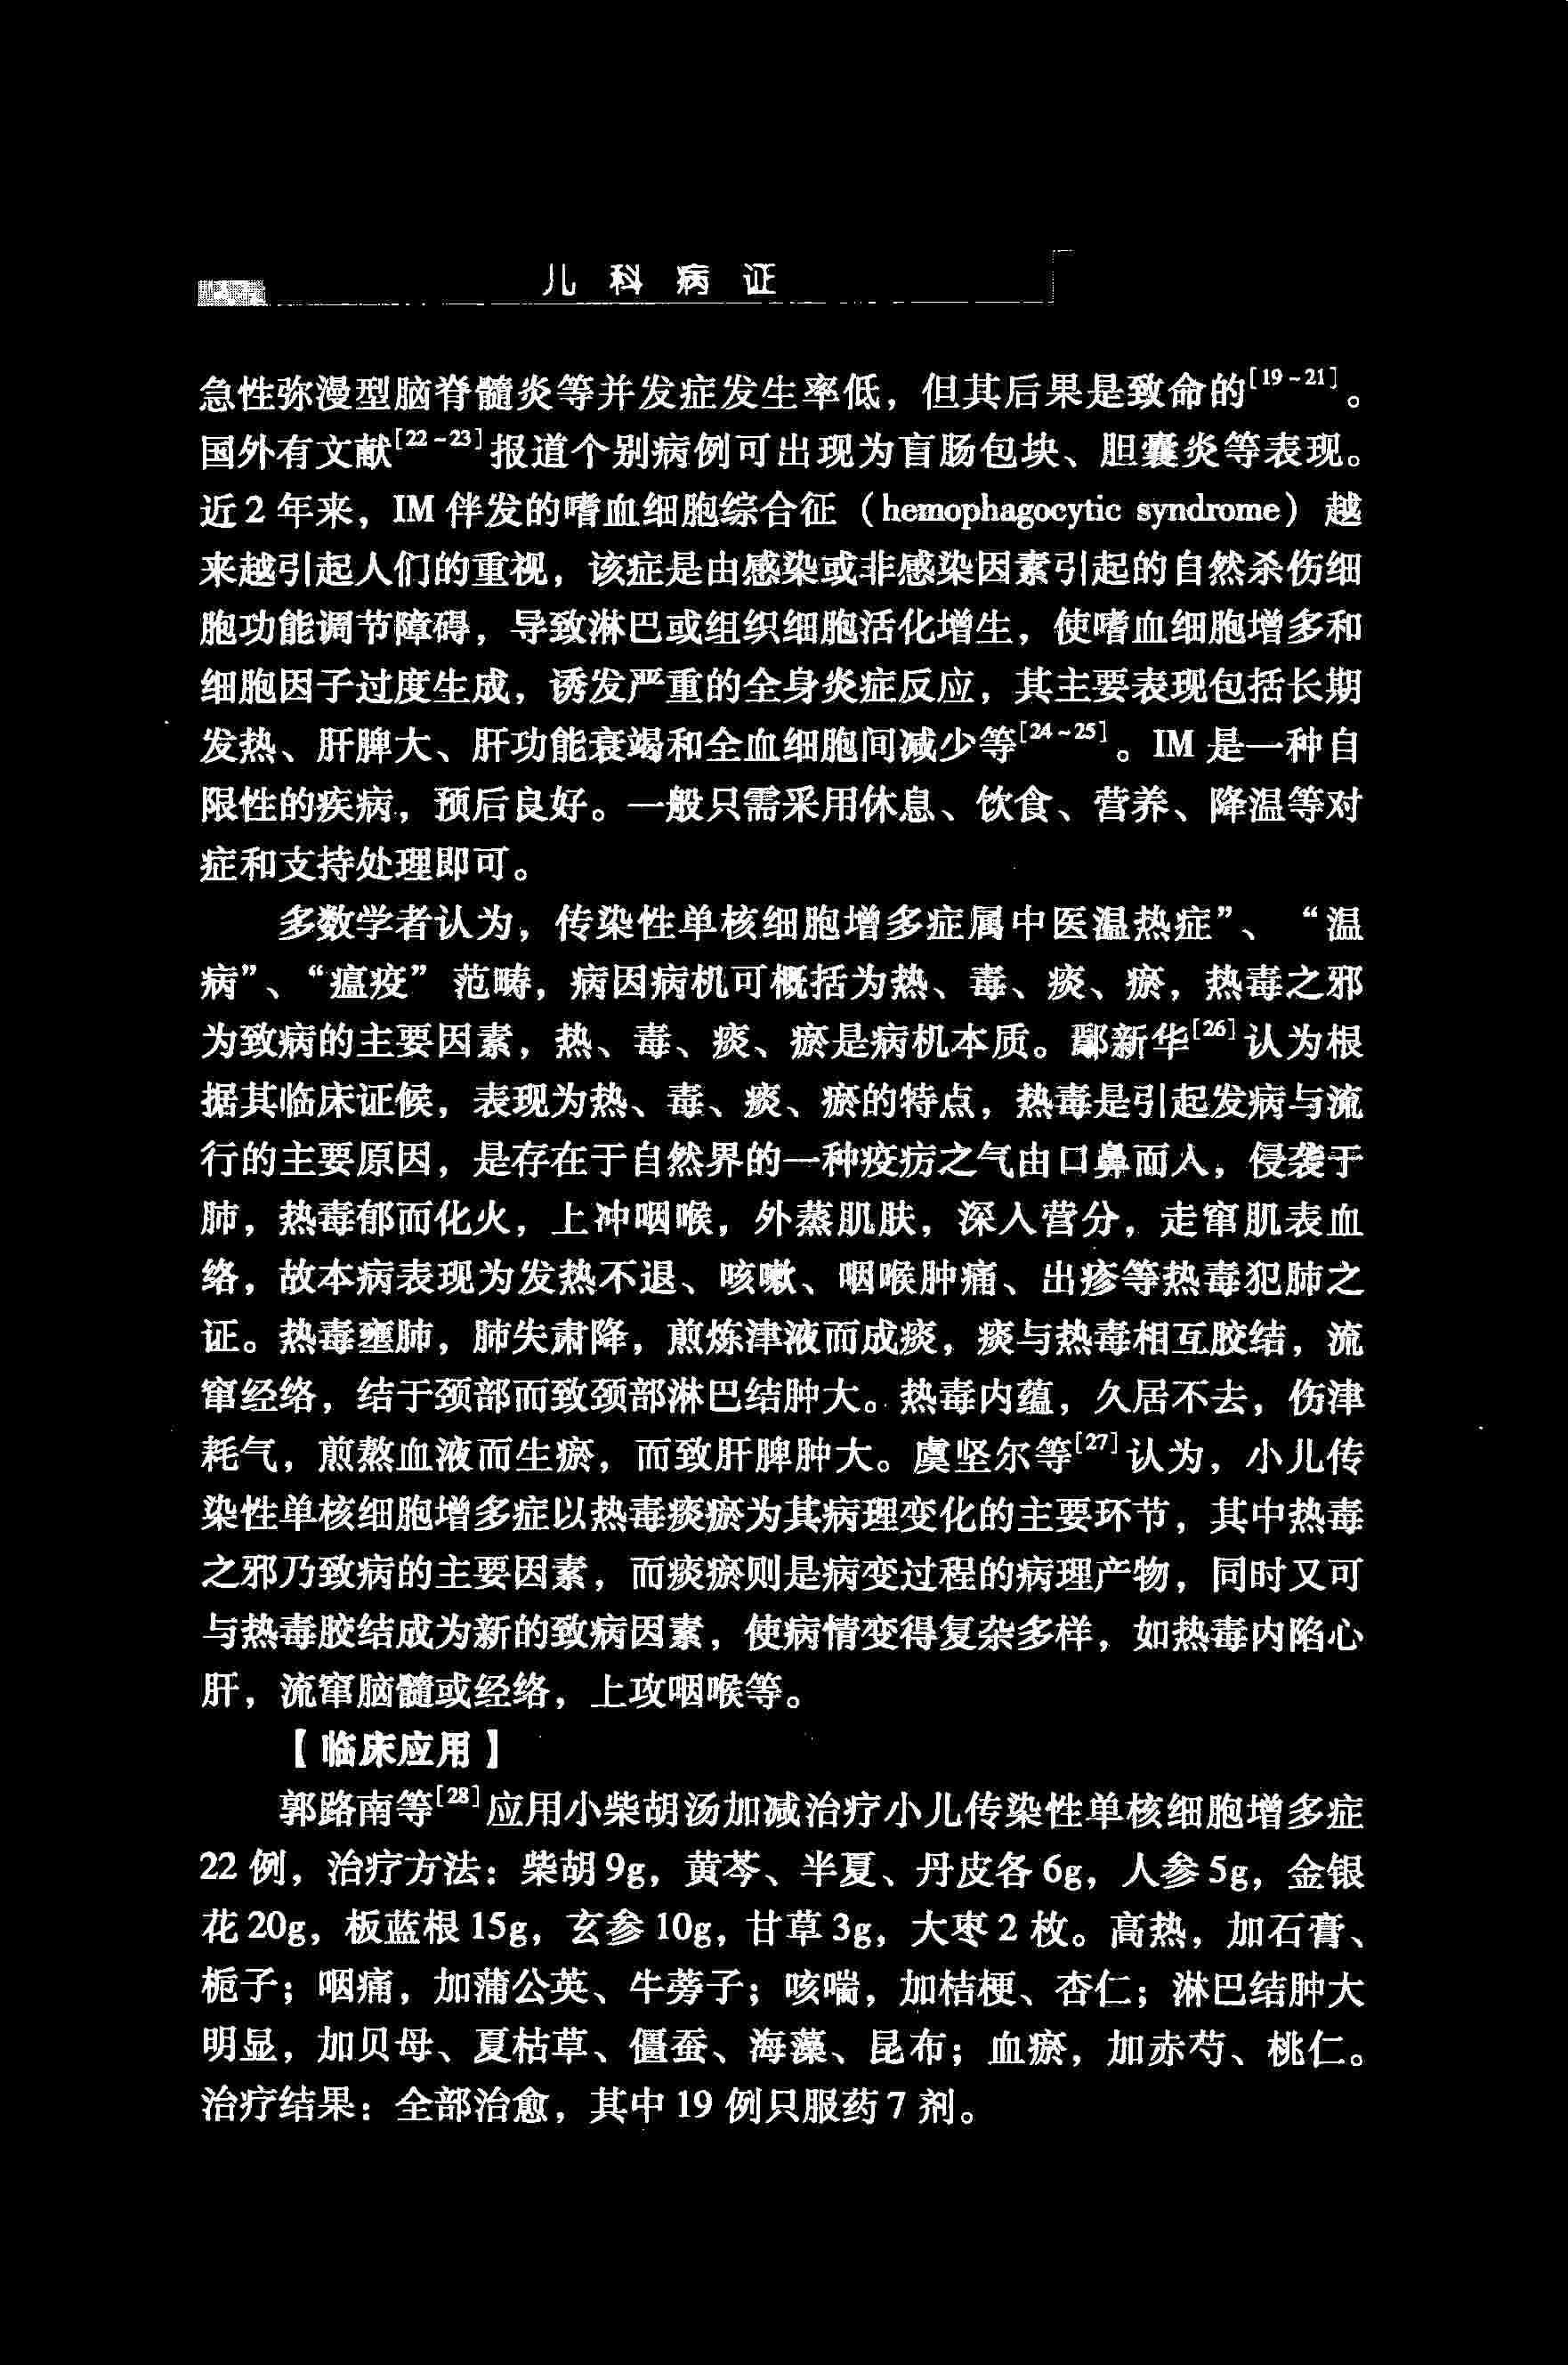 儿科病证
急性弥漫型脑脊髓炎等并发症发生率低，但其后果是致命的[19~21]。
国外有文献[22~23]报道个别病例可出现为盲肠包块、胆囊炎等表现。
近2年来，IM伴发的嗜血细胞综合征（hemophagocytic syndrome）越
来越引起人们的重视，该症是由感染或非感染因素引起的自然杀伤细
胞功能调节障碍，导致淋巴或组织细胞活化增生，使嗜血细胞增多和
细胞因子过度生成，诱发严重的全身炎症反应，其主要表现包括长期
发热、肝脾大、肝功能衰竭和全血细胞间减少等[24~25]。IM是一种自
限性的疾病，预后良好。一般只需采用休息、饮食、营养、降温等对
症和支持处理即可。
多数学者认为，传染性单核细胞增多症属中医温热症”、“温
病”、“瘟疫”范畴，病因病机可概括为热、毒、痰、瘀，热毒之邪
为致病的主要因素，热、毒、痰、瘀是病机本质。鄢新华[26]认为根
据其临床证候，表现为热、毒、痰、瘀的特点，热毒是引起发病与流
行的主要原因，是存在于自然界的一种疫疠之气由口鼻而入，侵袭于
肺，热毒郁而化火，上冲咽喉，外蒸肌肤，深入营分，走窜肌表血
络，故本病表现为发热不退、咳嗽、咽喉肿痛、出疹等热毒犯肺之
证。热毒壅肺，肺失肃降，煎炼津液而成痰，痰与热毒相互胶结，流
窜经络，结于颈部而致颈部淋巴结肿大。热毒内蕴，久居不去，伤津
耗气，煎熬血液而生瘀，而致肝脾肿大。虞坚尔等[27]认为，小儿传
染性单核细胞增多症以热毒痰瘀为其病理变化的主要环节，其中热毒
之邪乃致病的主要因素，而痰瘀则是病变过程的病理产物，同时又可
与热毒胶结成为新的致病因素，使病情变得复杂多样，如热毒内陷心
肝，流窜脑髓或经络，上攻咽喉等。
【临床应用】
郭路南等[28]应用小柴胡汤加减治疗小儿传染性单核细胞增多症
22例，治疗方法：柴胡9g，黄芩、半夏、丹皮各6g，人参5g，金银
花20g，板蓝根15g，玄参10g，甘草3g，大枣2枚。高热，加石膏、
栀子；咽痛，加蒲公英、牛蒡子；咳喘，加桔梗、杏仁；淋巴结肿大
明显，加贝母、夏枯草、僵蚕、海藻、昆布；血瘀，加赤芍、桃仁。
治疗结果：全部治愈，其中19例只服药7剂。